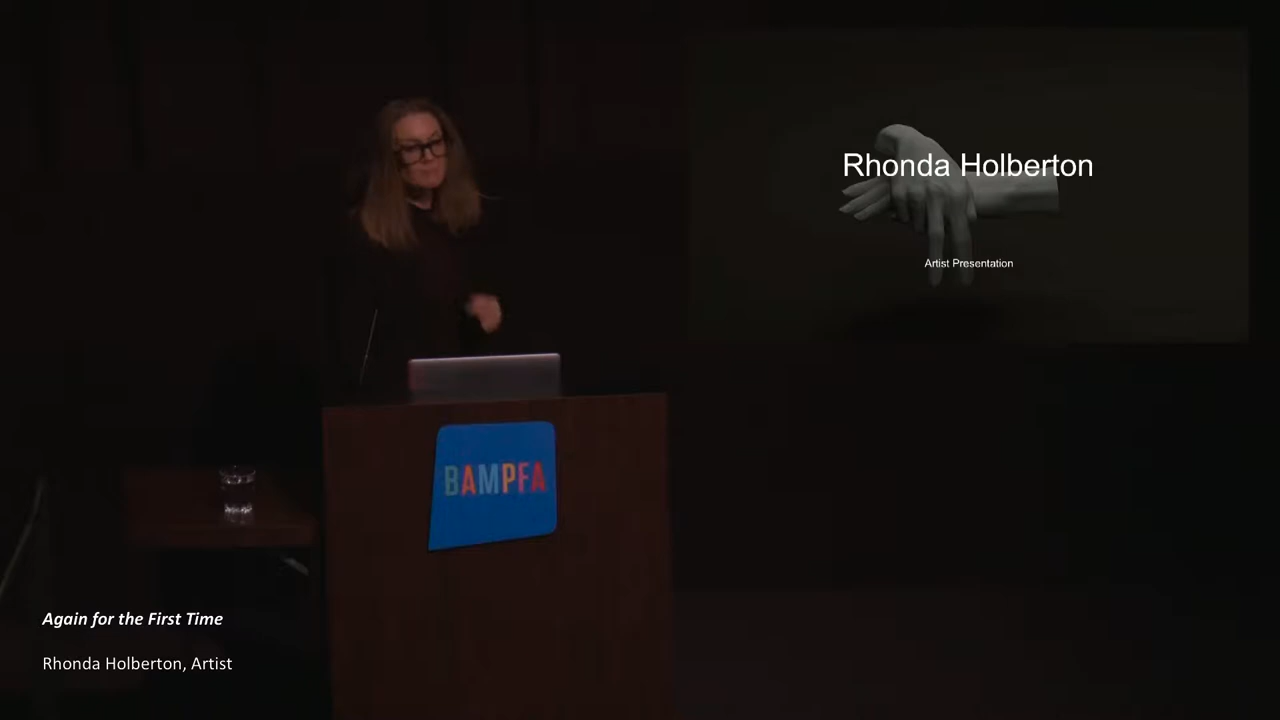 Rhonda Holberton
Artist Presentation
BAMPFA
Again for the First Time
Rhonda Holberton, Artist